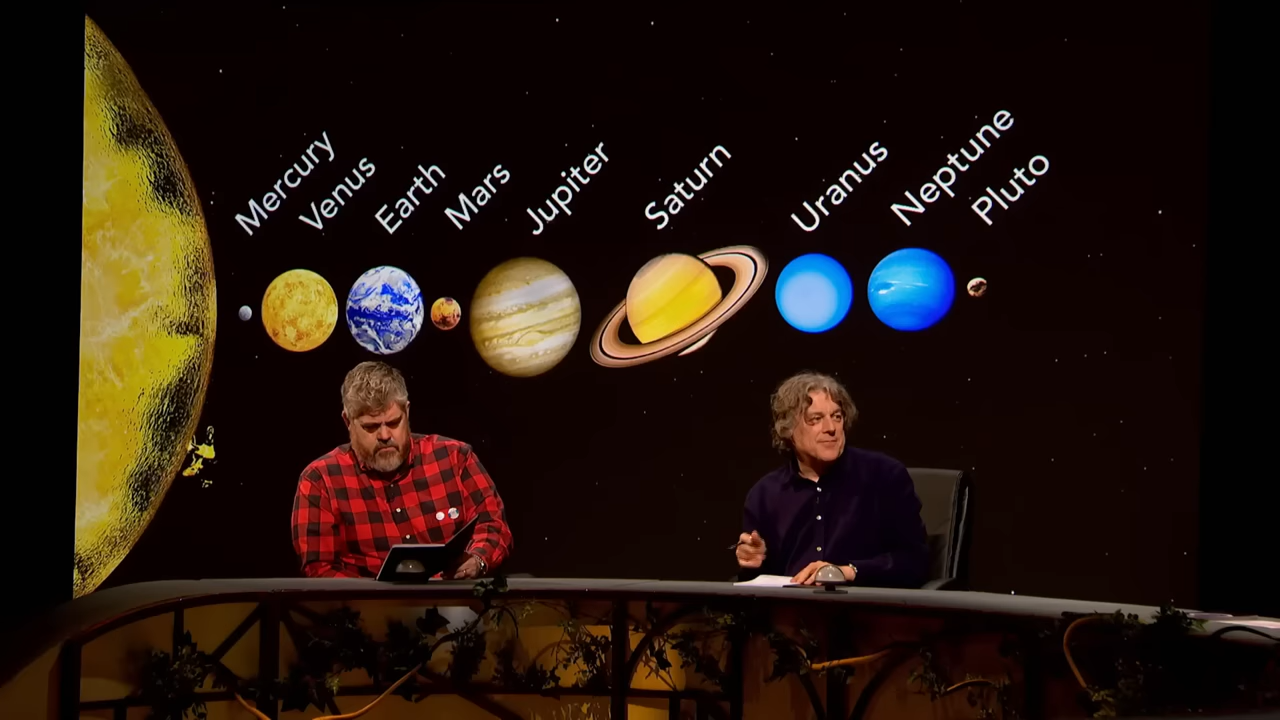 Mercury
Venus
Earth
Mars
Jupiter
Saturn
Uranus
Neptune
Pluto